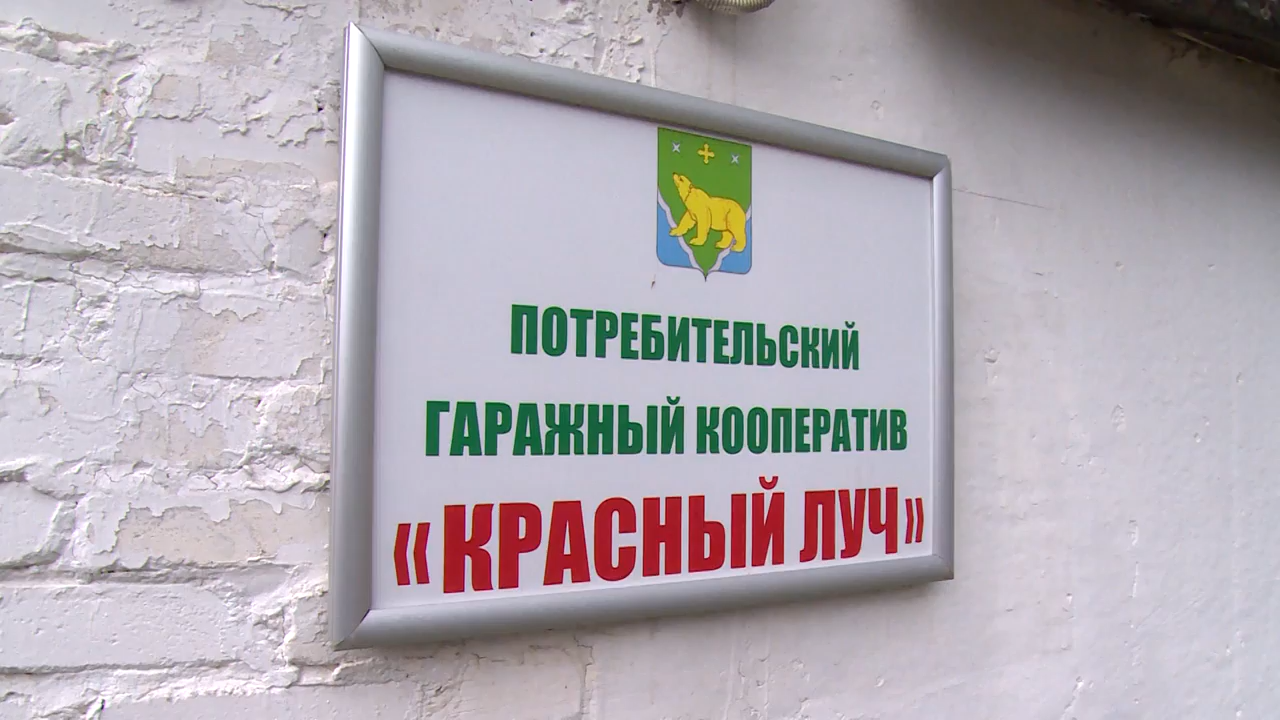 ПОТРЕБИТЕЛЬСКИЙ
ГАРАЖНЫЙ КООПЕРАТИВ
«КРАСНЫЙ ЛУЧ»